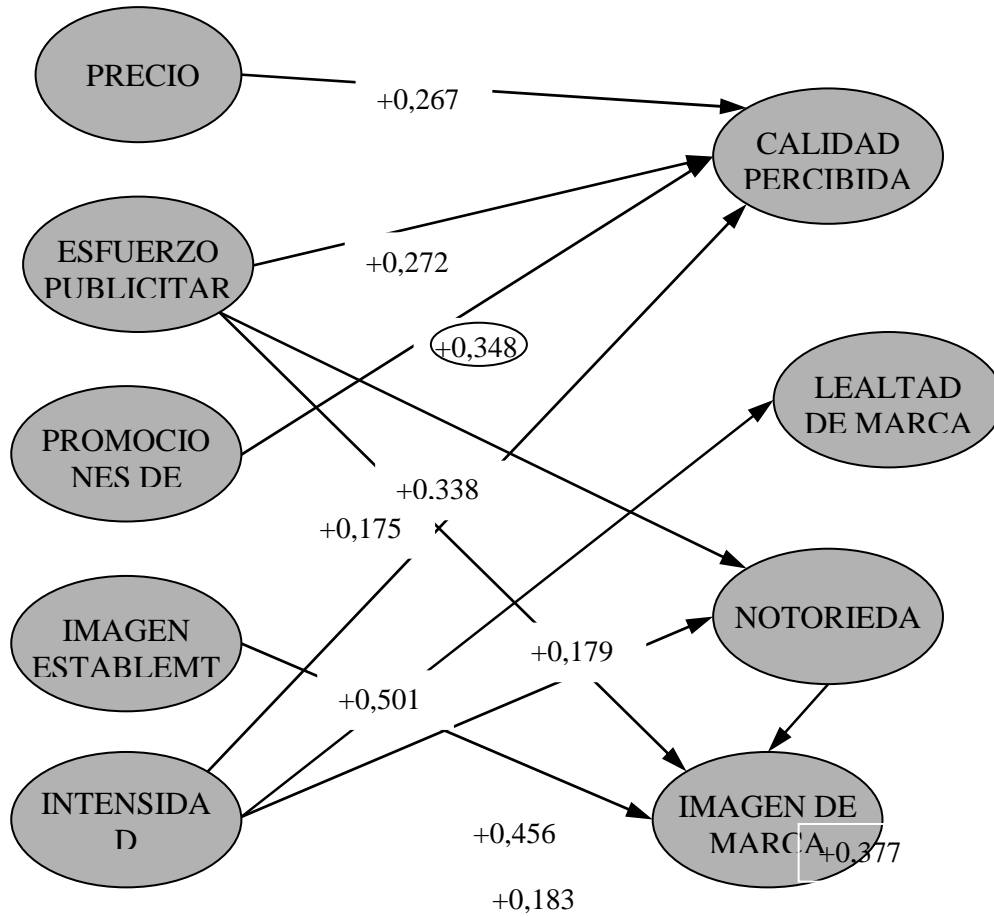 PRECIO
+0,267
CALIDAD
PERCIBIDA
ESFUERZO
PUBLICITAR
+0,272
+0,348
LEALTAD
DE MARCA
PROMOCIO
NES DE
+0.338
+0,175
IMAGEN
ESTABLEMT
NOTORIEDA
+0,179
+0,501
INTENSIDA
D
IMAGEN DE
MARCA
+0.377
+0,456
+0,183